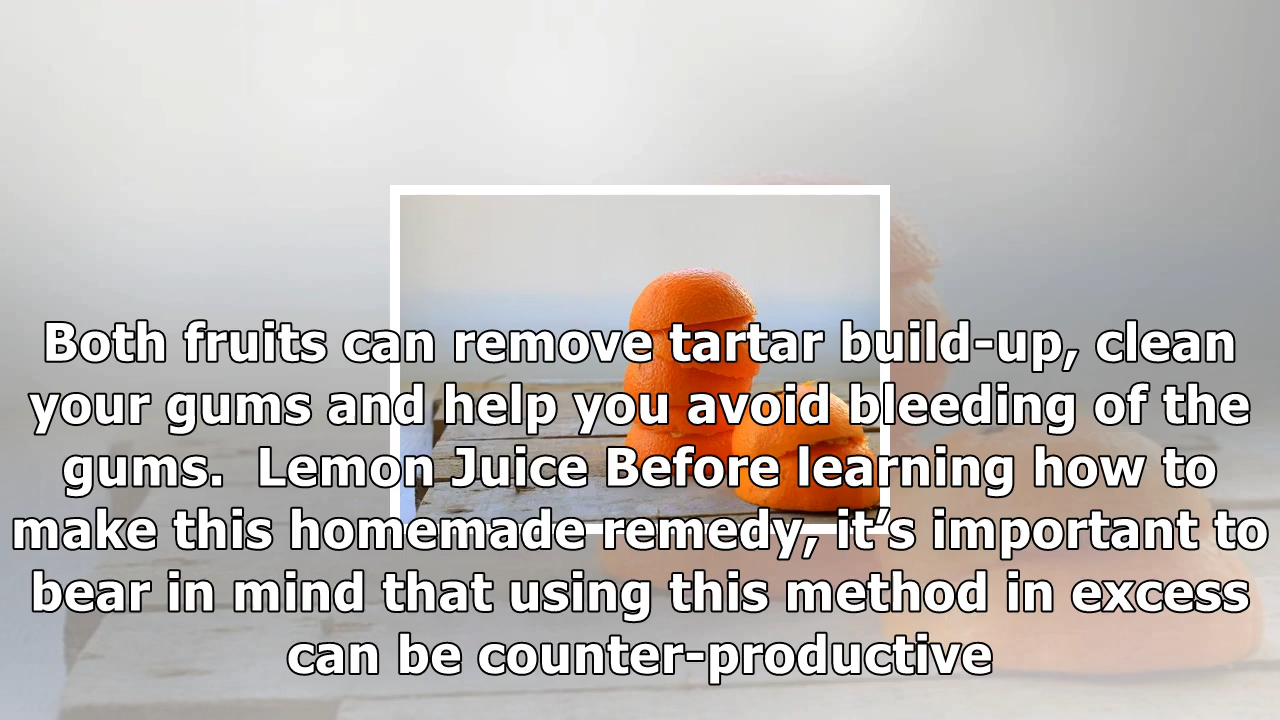 Both fruits can remove tartar build-up, clean
your gums and help you avoid bleeding of the
gums.  Lemon Juice Before learning how to
make this homemade remedy, it’s important to
bear in mind that using this method in excess
can be counter-productive